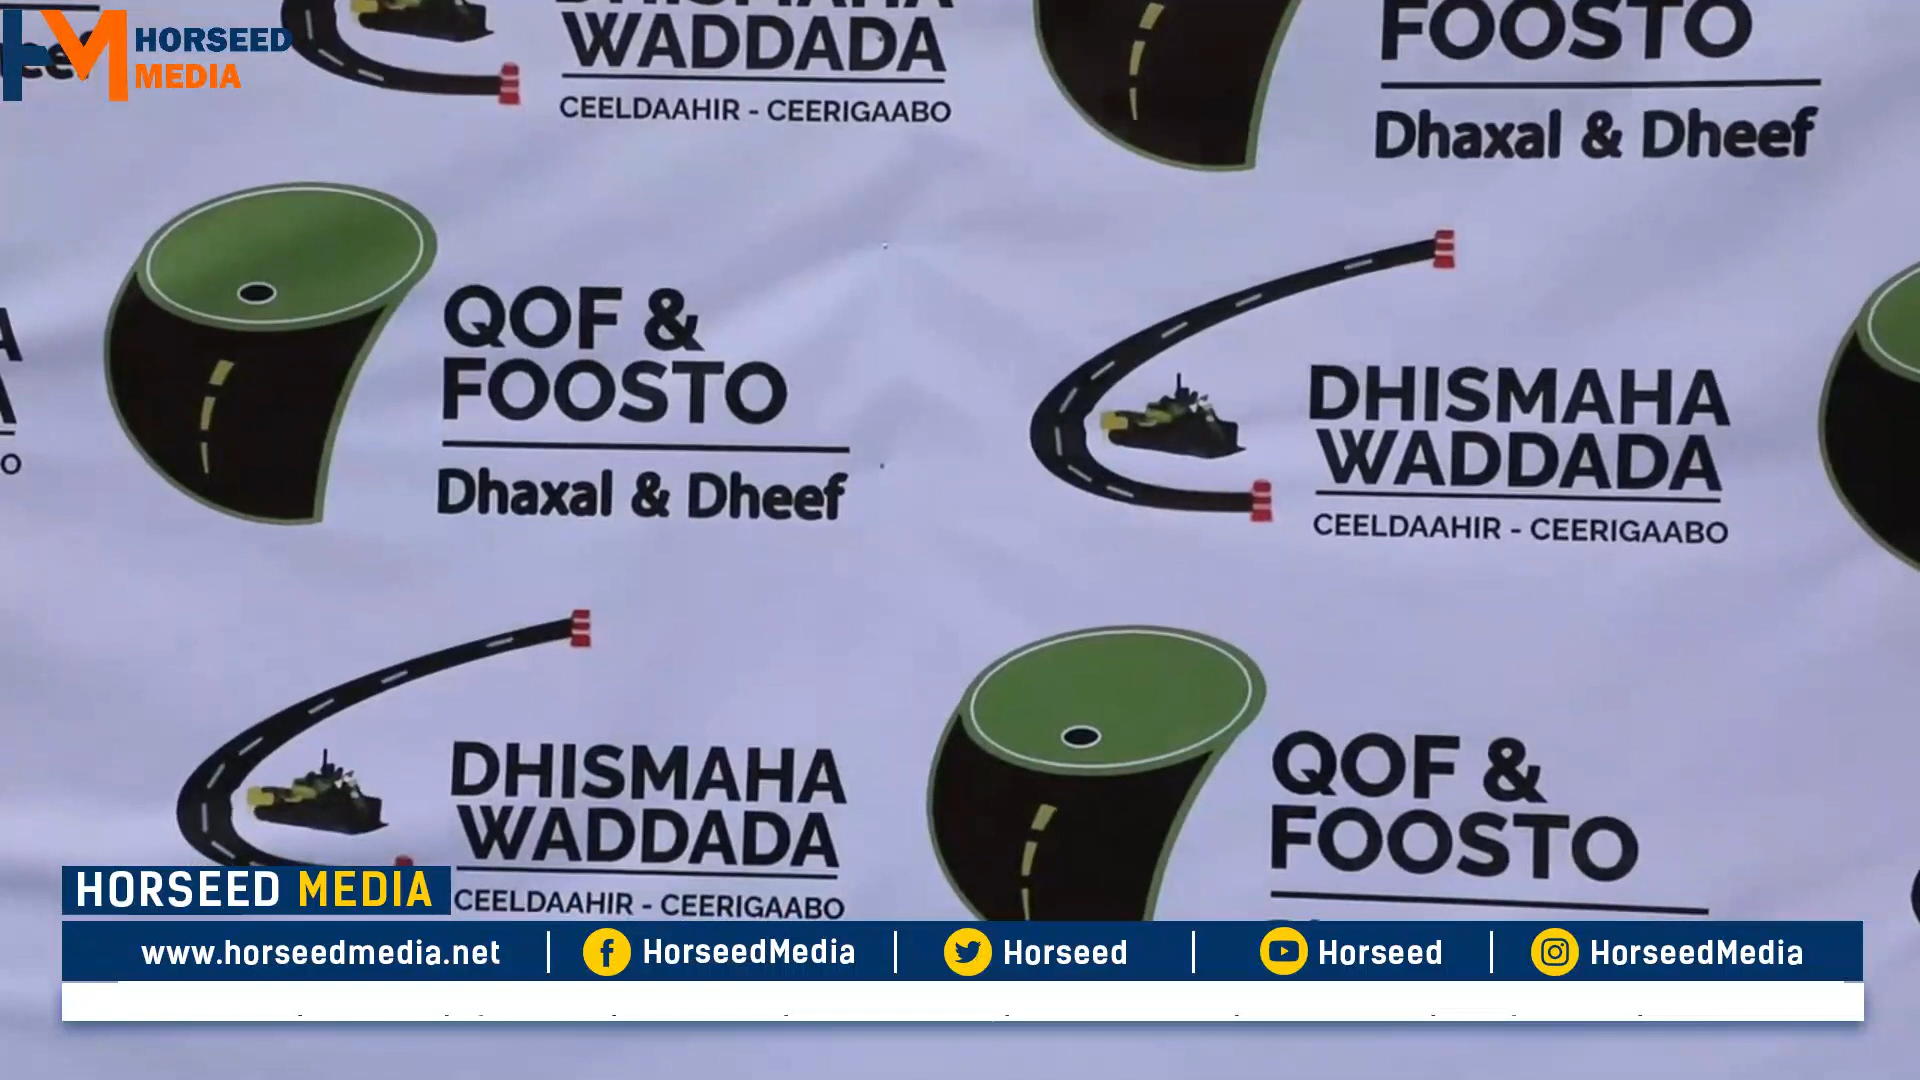 HORSEED
MEDIA
WADDADA
CEELDAAHIR - CEERIGAABO
FOOSTO
Dhaxal & Dheef
QOF &
FOOSTO
Dhaxal & Dheef
DHISMAHA
WADDADA
CEELDAAHIR - CEERIGAABO
DHISMAHA
WADDADA
CEELDAAHIR - CEERIGAABO
QOF &
FOOSTO
HORSEED MEDIA
www.horseedmedia.net | HorseedMedia | Horseed | Horseed | HorseedMedia